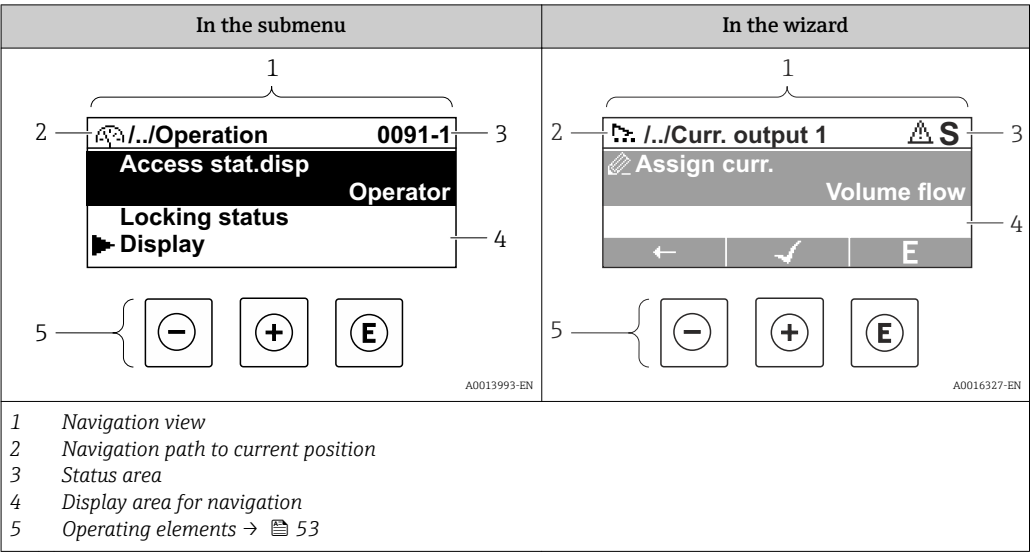 In the submenu
In the wizard
1
2
/../Operation 0091-1
3
Access stat.disp
Operator
Locking status
Display
4
5
− + E
A0013993-EN
1
2
/../Curr. output 1 S
3
Assign curr.
Volume flow
4
← ✓ E
5
− + E
A0016327-EN
1 Navigation view
2 Navigation path to current position
3 Status area
4 Display area for navigation
5 Operating elements → 53